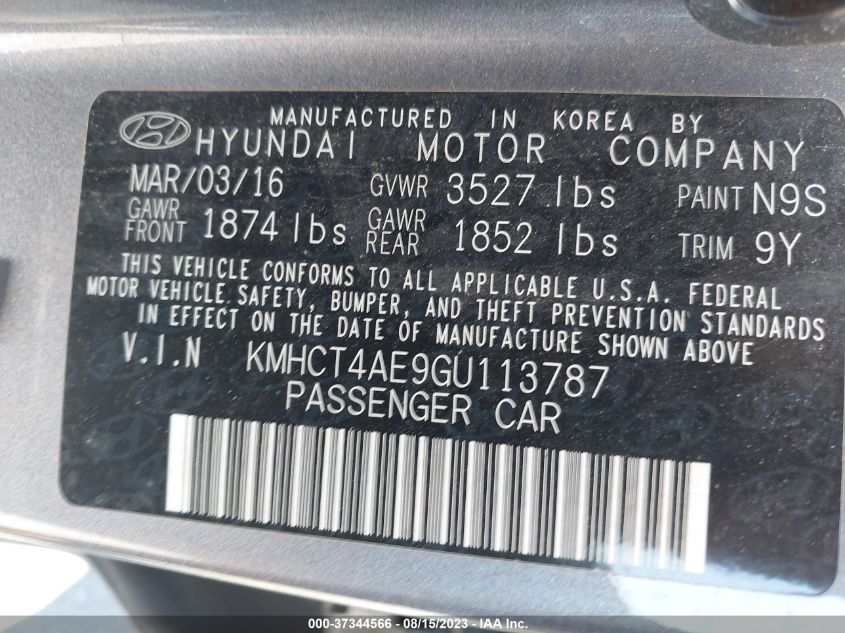 MANUFACTURED IN KOREA BY
HYUNDAI MOTOR COMPANY
MAR/03/16 GVWR 3527 lbs PAINT N9S
GAWR FRONT 1874 lbs GAWR REAR 1852 lbs TRIM 9Y
THIS VEHICLE CONFORMS TO ALL APPLICABLE U.S.A. FEDERAL
MOTOR VEHICLE SAFETY, BUMPER, AND THEFT PREVENTION STANDARDS
IN EFFECT ON THE DATE OF MANUFACTURE SHOWN ABOVE
V.I.N KMHCT4AE9GU113787
PASSENGER CAR
000-37344566 - 08/15/2023 - © IAA